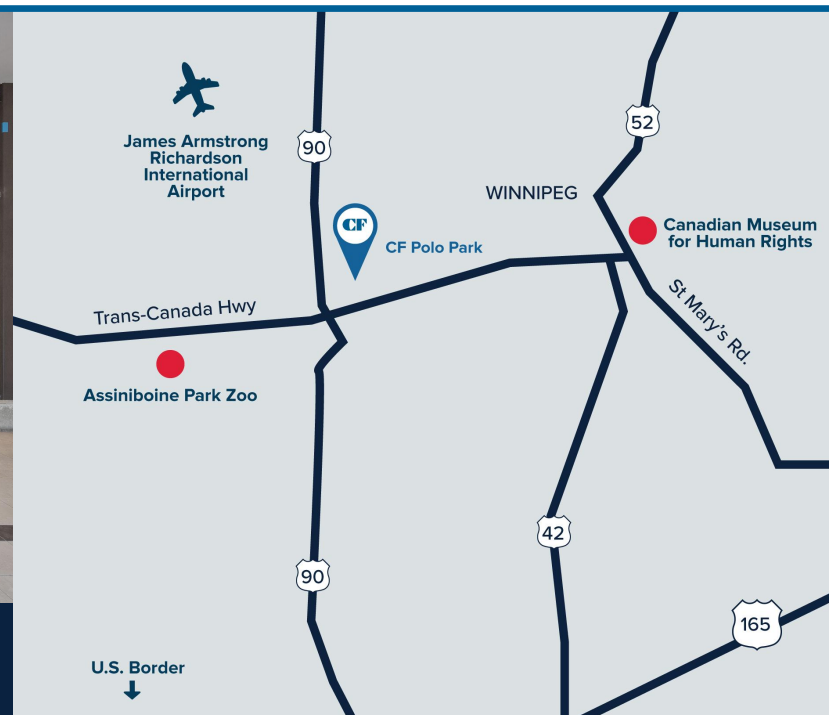 James Armstrong
Richardson
International
Airport
90
52
WINNIPEG
CF
CF Polo Park
Canadian Museum
for Human Rights
Trans-Canada Hwy
St Mary's Rd.
Assiniboine Park Zoo
42
90
165
U.S. Border